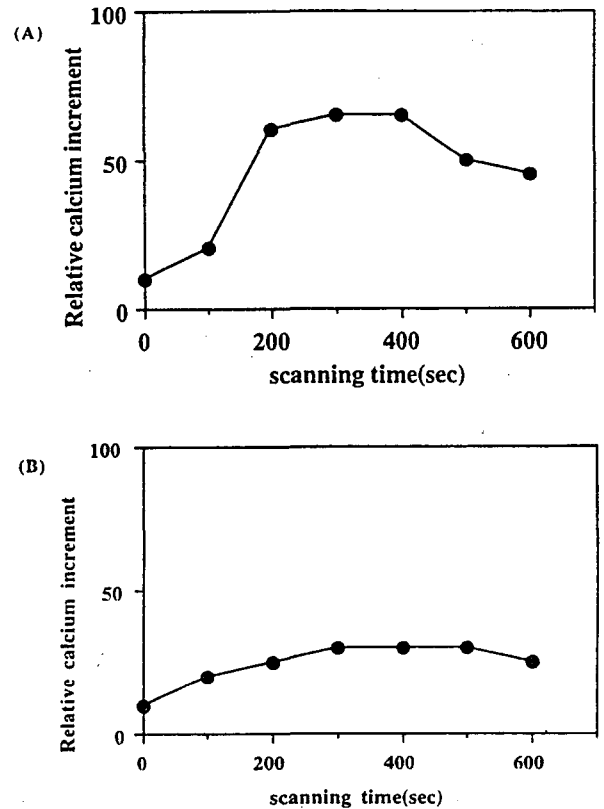 (A)
Relative calcium increment
100
50
0
0 200 400 600
scanning time(sec)
(B)
Relative calcium increment
100
50
0
0 200 400 600
scanning time(sec)